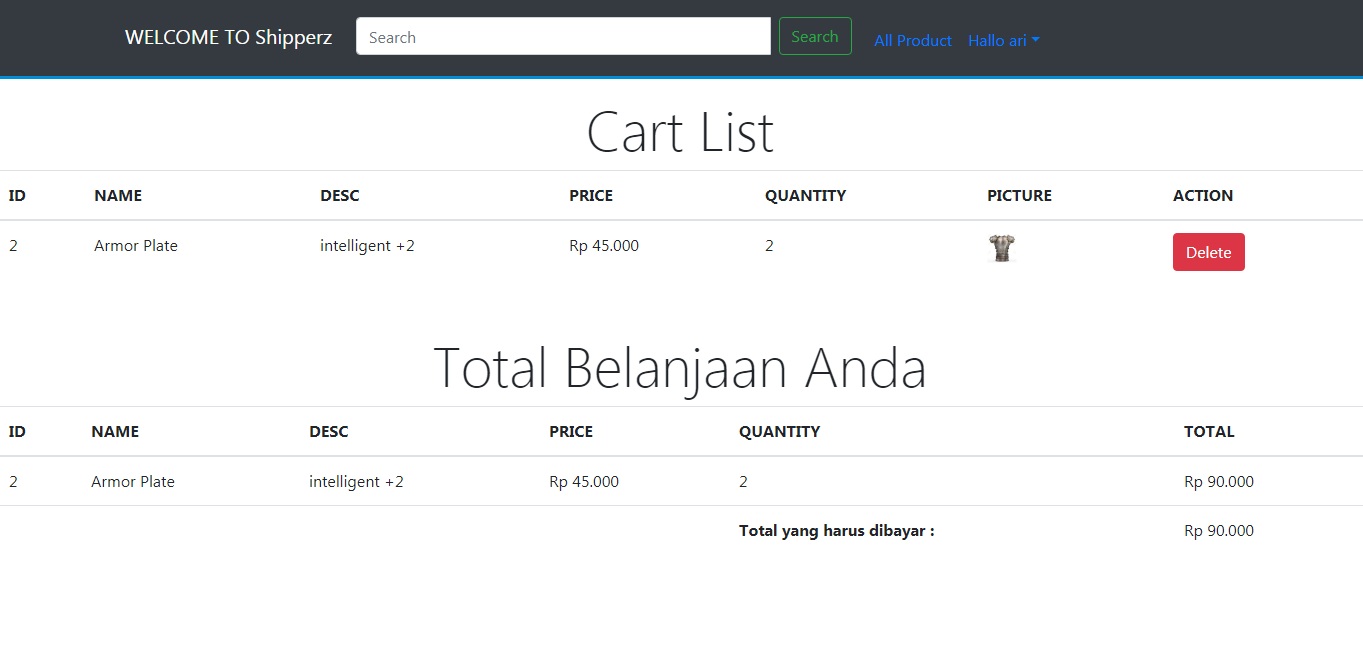 WELCOME TO Shipperz Search Search All Product Hallo ari
Cart List
ID NAME DESC PRICE QUANTITY PICTURE ACTION
2 Armor Plate intelligent +2 Rp 45.000 2 Delete
Total Belanjaan Anda
ID NAME DESC PRICE QUANTITY TOTAL
2 Armor Plate intelligent +2 Rp 45.000 2 Rp 90.000
Total yang harus dibayar : Rp 90.000